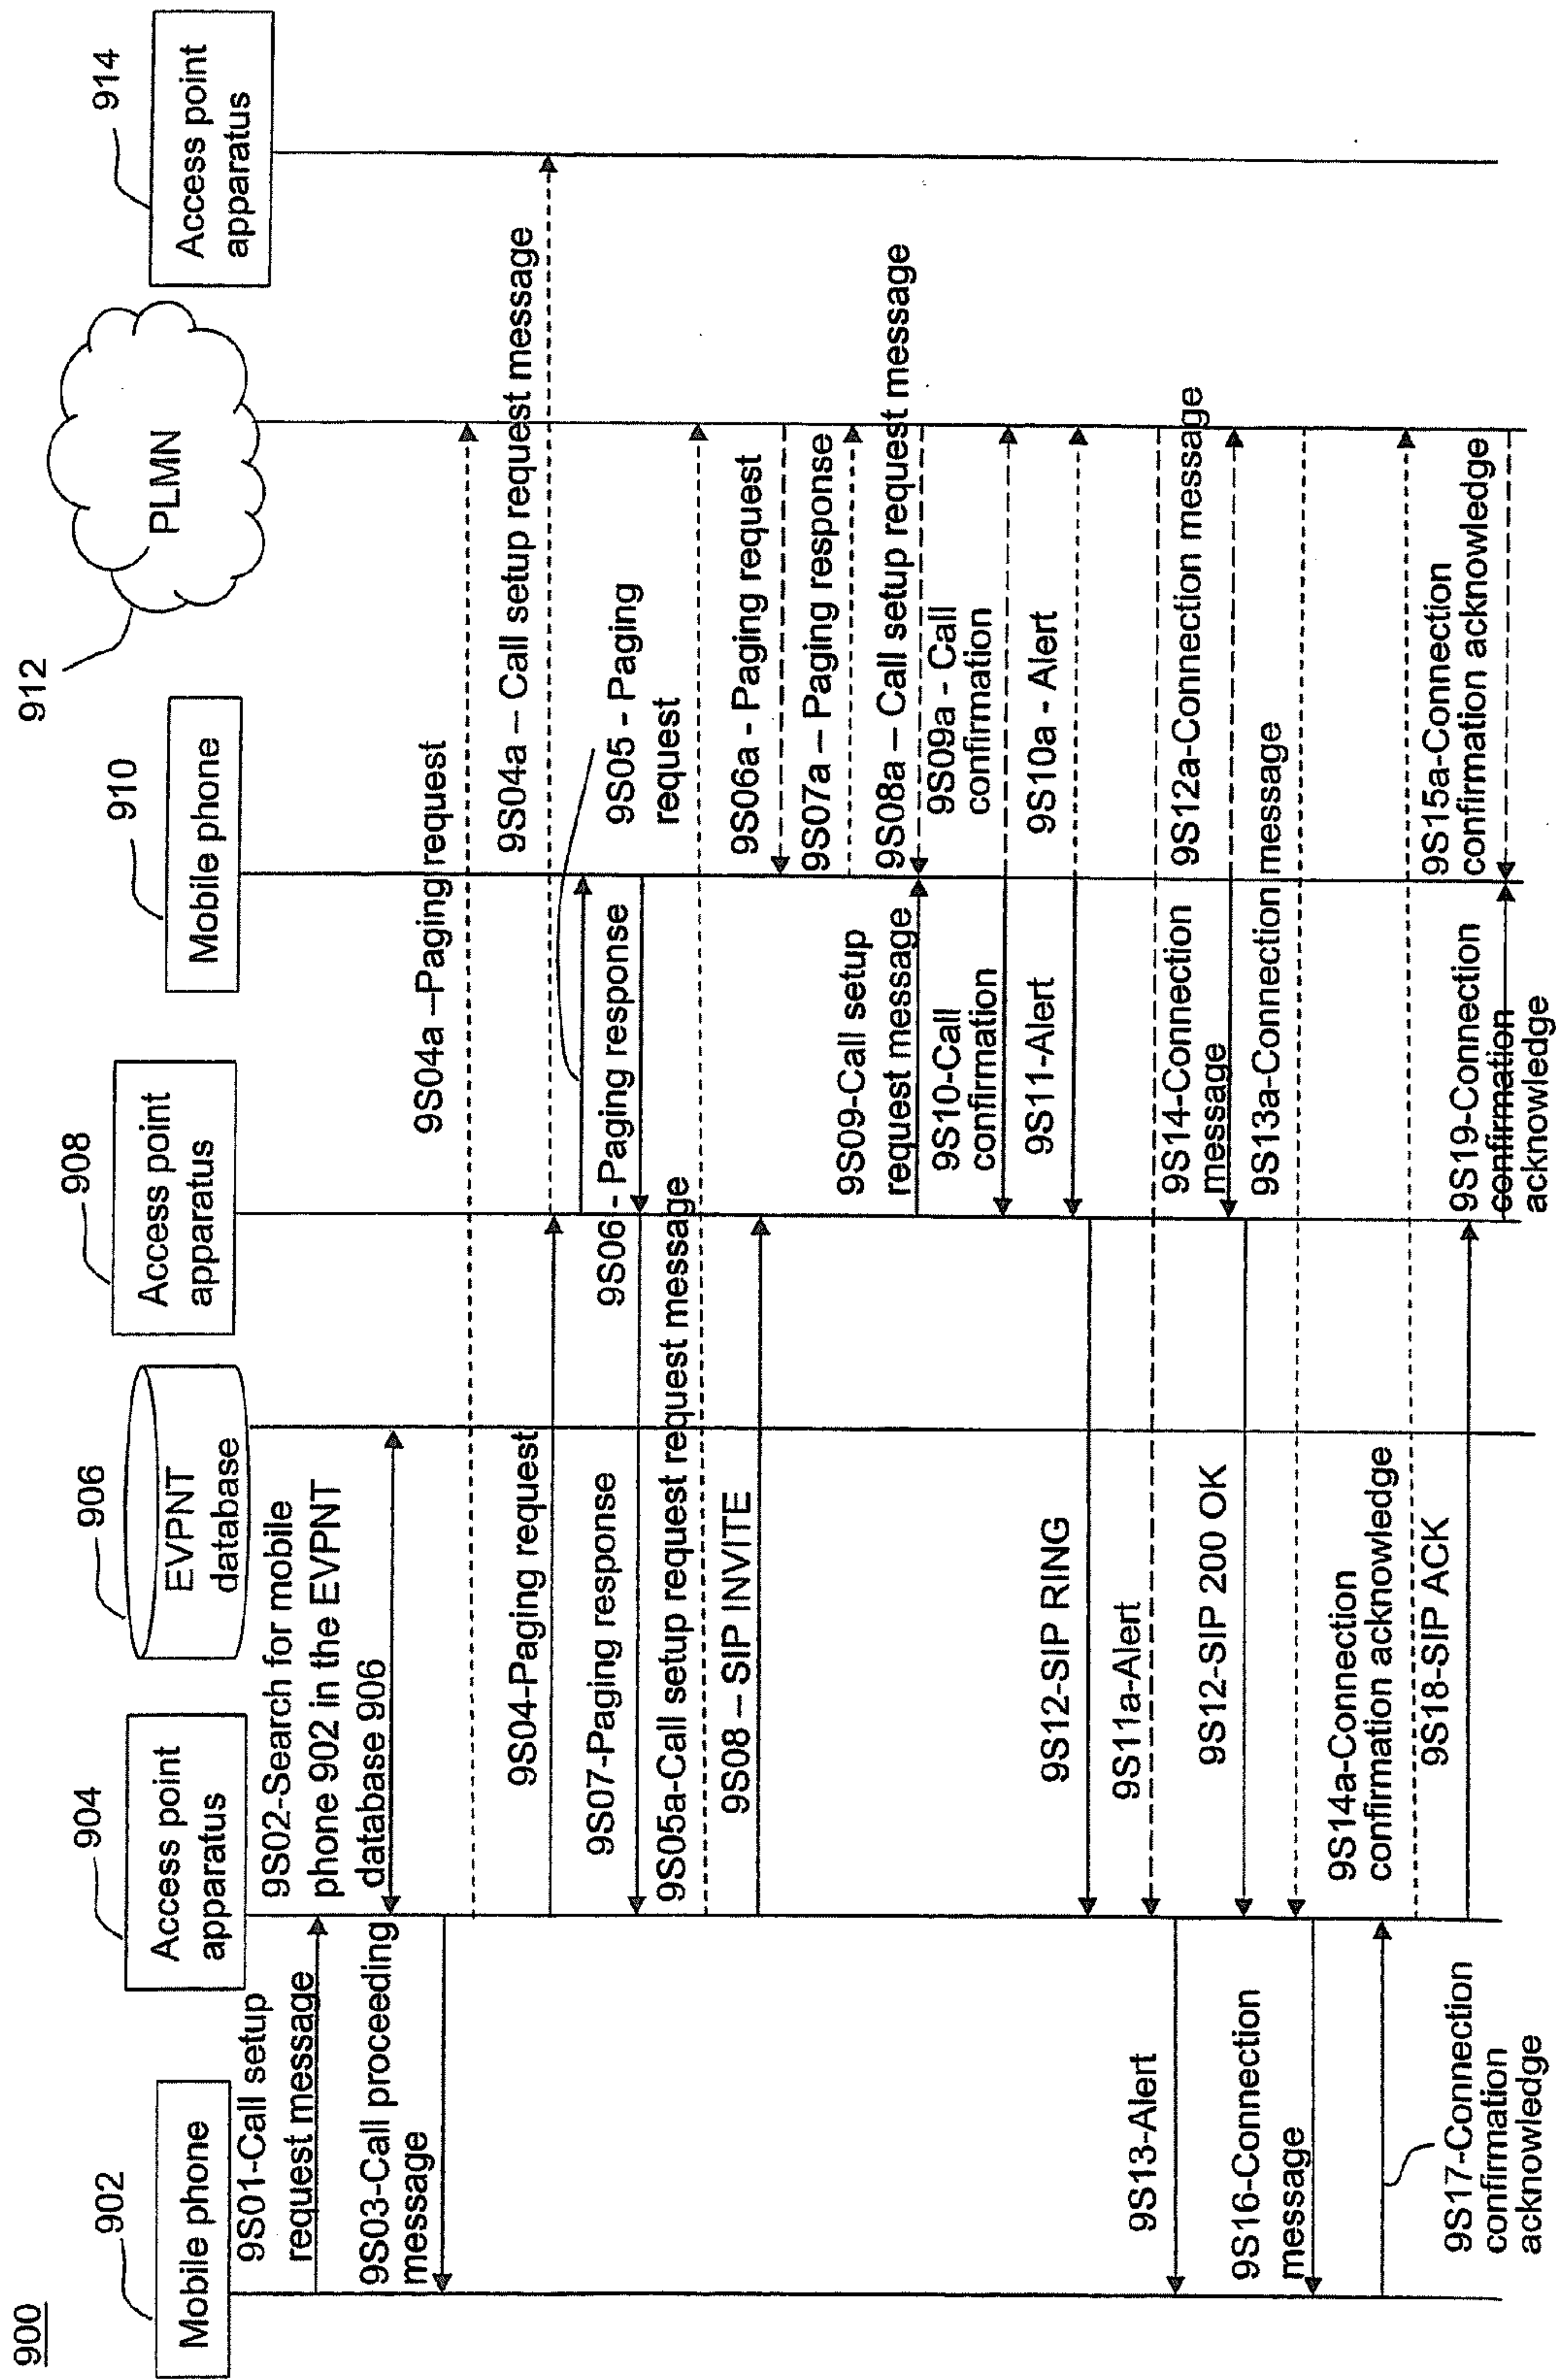 900
902
Mobile phone
904
Access point
apparatus
906
EVPNT
database
908
Access point
apparatus
910
Mobile phone
912
PLMN
914
Access point
apparatus
9S01-Call setup
request message
9S02-Search for mobile
phone 902 in the EVPNT
database 906
9S03-Call proceeding
message
9S04a –Paging request
9S04-Paging request
9S04a – Call setup request message
9S05 - Paging
request
9S06 - Paging response
9S07-Paging response
9S05a-Call setup request request message
9S08 – SIP INVITE
9S06a - Paging request
9S07a – Paging response
9S08a – Call setup request message
9S09-Call setup
request message
9S09a - Call
confirmation
9S10-Call
confirmation
9S10a - Alert
9S11-Alert
9S12-SIP RING
9S11a-Alert
9S13-Alert
9S12a-Connection message
9S14-Connection
message
9S12-SIP 200 OK
9S13a-Connection message
9S16-Connection
message
9S17-Connection
confirmation
acknowledge
9S14a-Connection
confirmation acknowledge
9S18-SIP ACK
9S15a-Connection
confirmation acknowledge
9S19-Connection
confirmation
acknowledge